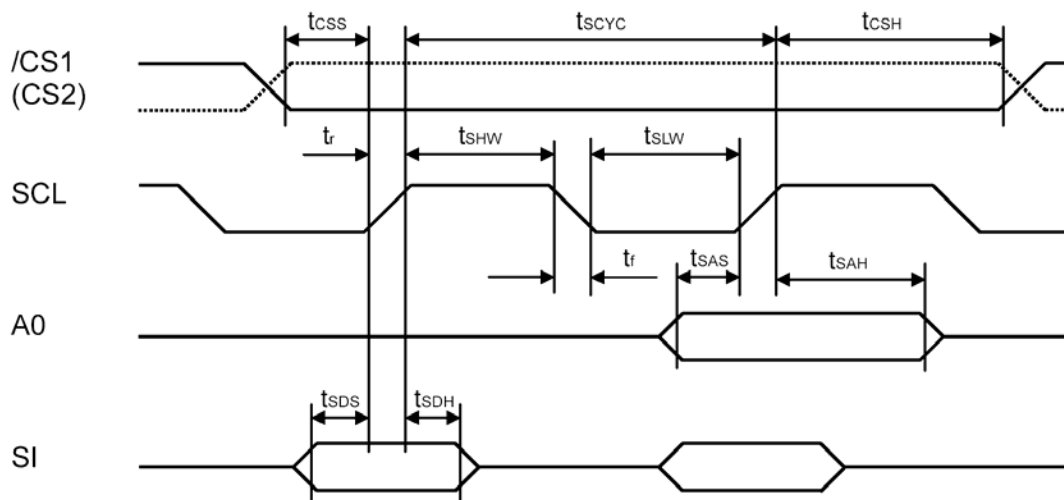 tCSS tSCYC tCSH
/CS1
(CS2)
tr tSHW tSLW
SCL
tf tSAS tSAH
A0
tSDS tSDH
SI